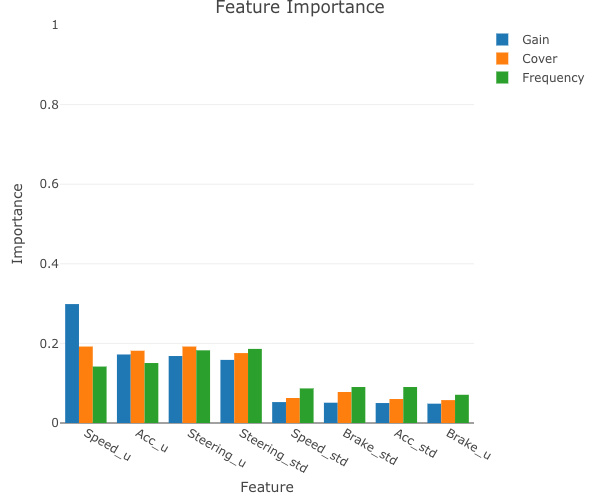 Feature Importance
1
0.8
0.6
0.4
0.2
0
Importance
Speed_u
Acc_u
Steering_u
Steering_std
Speed_std
Brake_std
Acc_std
Brake_u
Feature
Gain
Cover
Frequency